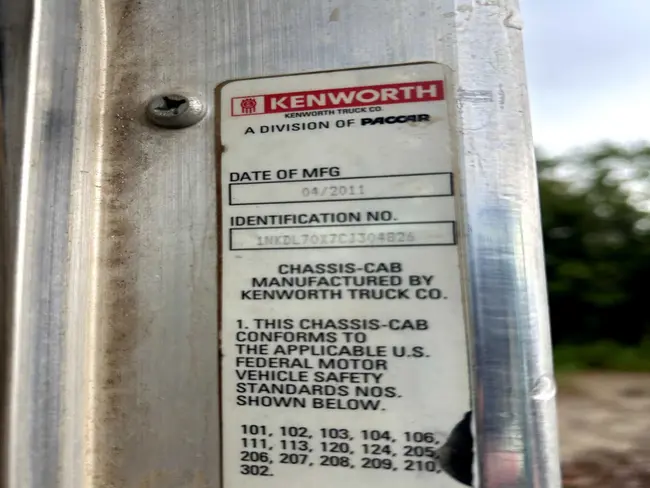 KENWORTH
KENWORTH TRUCK CO.
A DIVISION OF PACCAR
DATE OF MFG
04/2011
IDENTIFICATION NO.
1NKDL70X7CJ304826
CHASSIS-CAB
MANUFACTURED BY
KENWORTH TRUCK CO.
1. THIS CHASSIS-CAB
CONFORMS TO
THE APPLICABLE U.S.
FEDERAL MOTOR
VEHICLE SAFETY
STANDARDS NOS.
SHOWN BELOW.
101, 102, 103, 104, 106,
111, 113, 120, 124, 205,
206, 207, 208, 209, 210,
302.